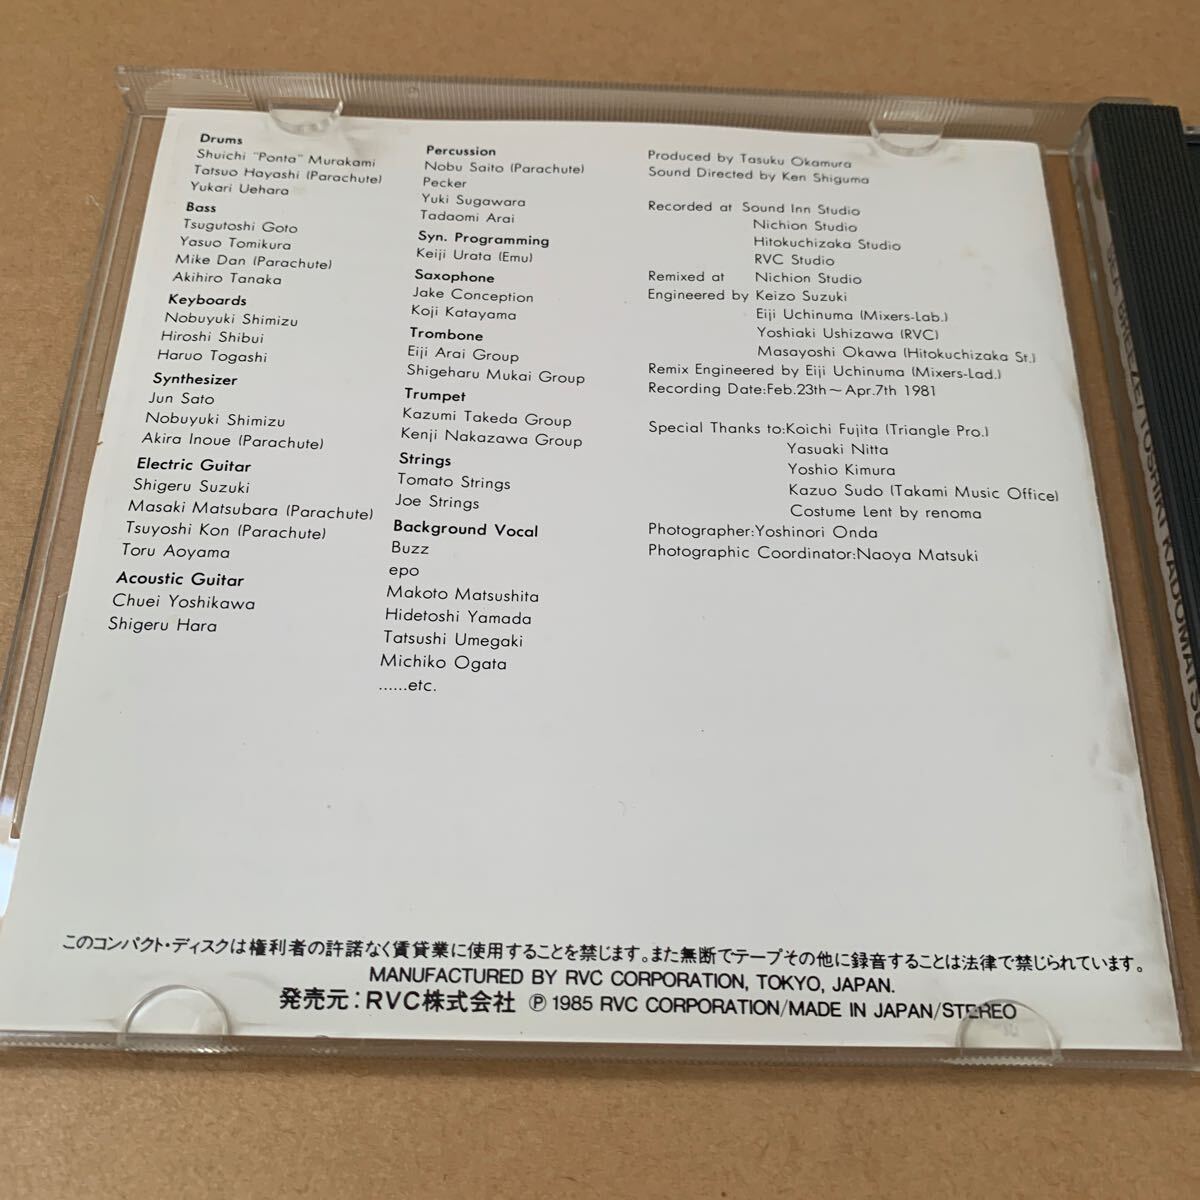 Drums
Shuichi "Ponta" Murakami
Tatsuo Hayashi (Parachute)
Yukari Uehara
Bass
Tsugutoshi Goto
Yasuo Tomikura
Mike Dan (Parachute)
Akihiro Tanaka
Keyboards
Nobuyuki Shimizu
Hiroshi Shibui
Haruo Togashi
Synthesizer
Jun Sato
Nobuyuki Shimizu
Akira Inoue (Parachute)
Electric Guitar
Shigeru Suzuki
Masaki Matsubara (Parachute)
Tsuyoshi Kon (Parachute)
Toru Aoyama
Acoustic Guitar
Chuei Yoshikawa
Shigeru Hara
Percussion
Nobu Saito (Parachute)
Pecker
Yuki Sugawara
Tadaomi Arai
Syn. Programming
Keiji Urata (Emu)
Saxophone
Jake Conception
Koji Katayama
Trombone
Eiji Arai Group
Shigeharu Mukai Group
Trumpet
Kazumi Takeda Group
Kenji Nakazawa Group
Strings
Tomato Strings
Joe Strings
Background Vocal
Buzz
epo
Makoto Matsushita
Hidetoshi Yamada
Tatsushi Umegaki
Michiko Ogata
......etc.
Produced by Tasuku Okamura
Sound Directed by Ken Shiguma
Recorded at Sound Inn Studio
Nichion Studio
Hitokuchizaka Studio
RVC Studio
Remixed at Nichion Studio
Engineered by Keizo Suzuki
Eiji Uchinuma (Mixers-Lab.)
Yoshiaki Ushizawa (RVC)
Masayoshi Okawa (Hitokuchizaka St.)
Remix Engineered by Eiji Uchinuma (Mixers-Lad.)
Recording Date:Feb.23th～Apr.7th 1981
Special Thanks to:Koichi Fujita (Triangle Pro.)
Yasuaki Nitta
Yoshio Kimura
Kazuo Sudo (Takami Music Office)
Costume Lent by renoma
Photographer:Yoshinori Onda
Photographic Coordinator:Naoya Matsuki
このコンパクト・ディスクは権利者の許諾なく賃貸業に使用することを禁じます。また無断でテープその他に録音することは法律で禁じられています。
MANUFACTURED BY RVC CORPORATION, TOKYO, JAPAN.
発売元：RVC株式会社 Ⓟ 1985 RVC CORPORATION/MADE IN JAPAN/STEREO
TOSHIKI KADOMATSU